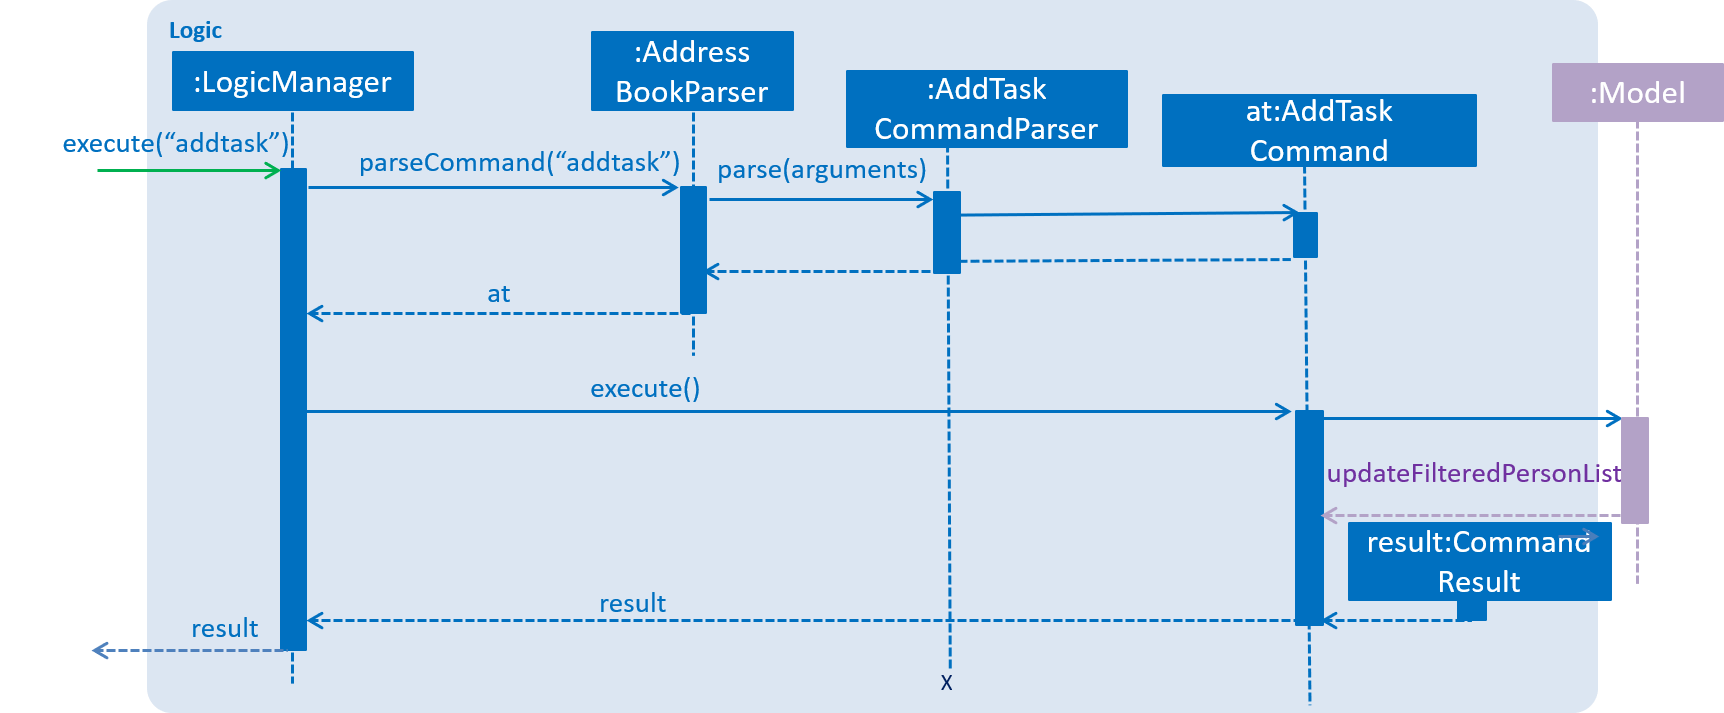 Logic
:LogicManager
:Address
BookParser
:AddTask
CommandParser
at:AddTask
Command
:Model
execute(“addtask”)
parseCommand(“addtask”)
parse(arguments)
at
execute()
updateFilteredPersonList
result:Command
Result
result
result
X